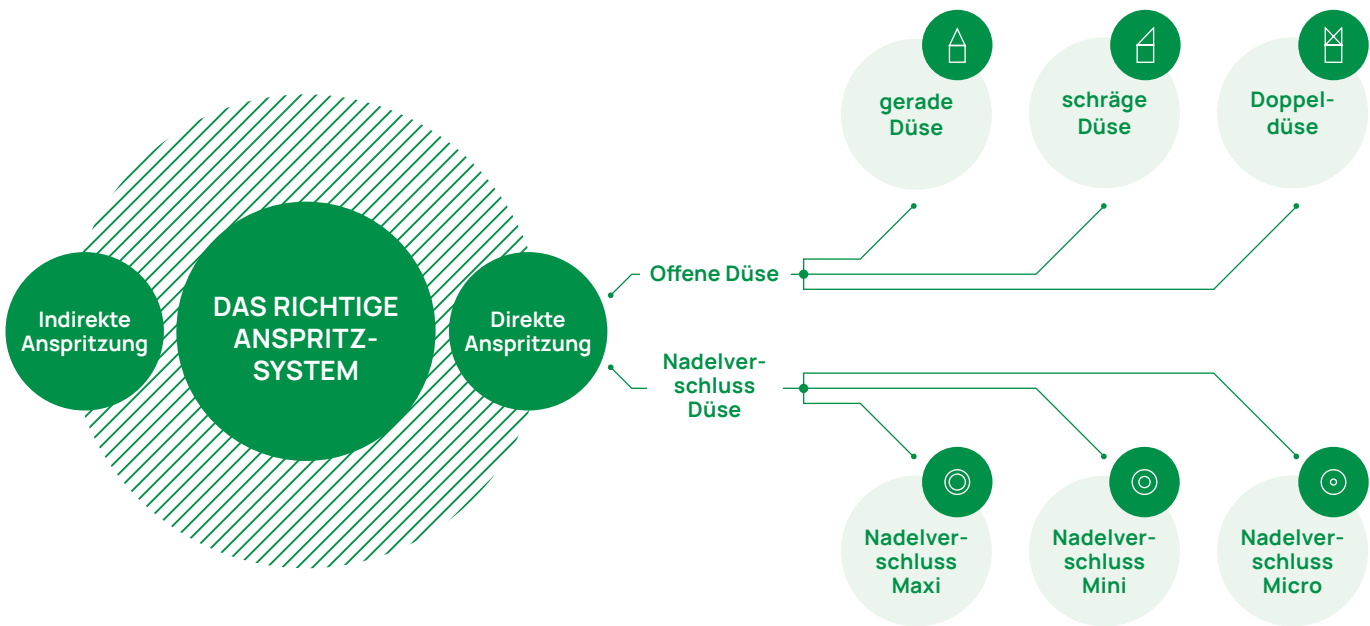 gerade
Düse
schräge
Düse
Doppel-
düse
Indirekte
Anspritzung
DAS RICHTIGE
ANSPRITZ-
SYSTEM
Direkte
Anspritzung
Offene Düse
Nadelver-
schluss
Düse
Nadelver-
schluss
Maxi
Nadelver-
schluss
Mini
Nadelver-
schluss
Micro